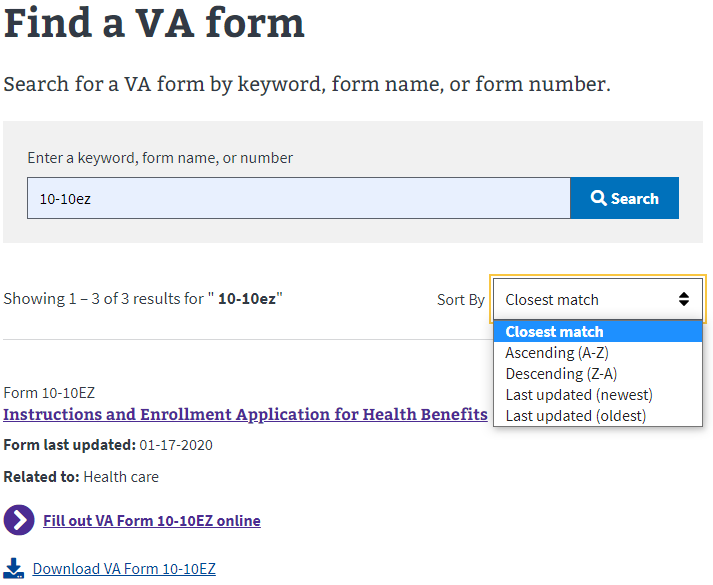 Find a VA form
Search for a VA form by keyword, form name, or form number.
Enter a keyword, form name, or number
10-10ez
Search
Showing 1 – 3 of 3 results for " 10-10ez"
Sort By
Closest match
Closest match
Ascending (A-Z)
Descending (Z-A)
Last updated (newest)
Last updated (oldest)
Form 10-10EZ
Instructions and Enrollment Application for Health Benefits
Form last updated: 01-17-2020
Related to: Health care
Fill out VA Form 10-10EZ online
Download VA Form 10-10EZ